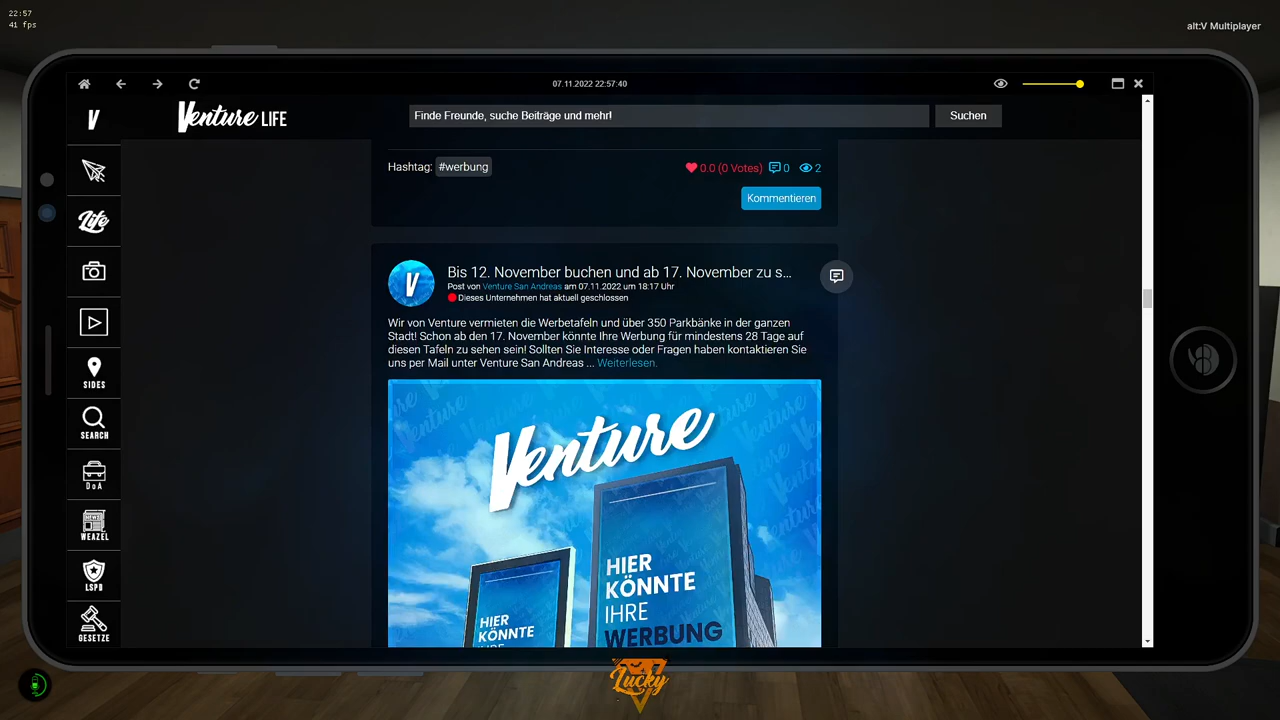 22:57
41 fps
alt:V Multiplayer
07.11.2022 22:57:40
V
Venture LIFE
Finde Freunde, suche Beiträge und mehr!
Suchen
Hashtag: #werbung
0.0 (0 Votes) 0 2
Kommentieren
Life
SIDES
SEARCH
DoA
NEWS
WEAZEL
LSPD
GESETZE
V
Bis 12. November buchen und ab 17. November zu s...
Post von Venture San Andreas am 07.11.2022 um 18:17 Uhr
Dieses Unternehmen hat aktuell geschlossen
Wir von Venture vermieten die Werbetafeln und über 350 Parkbänke in der ganzen
Stadt! Schon ab den 17. November könnte Ihre Werbung für mindestens 28 Tage auf
diesen Tafeln zu sehen sein! Sollten Sie Interesse oder Fragen haben kontaktieren Sie
uns per Mail unter Venture San Andreas ... Weiterlesen.
Venture
HIER
KÖNNTE
IHRE
WERBUNG
HIER
KÖNNTE
Lucky